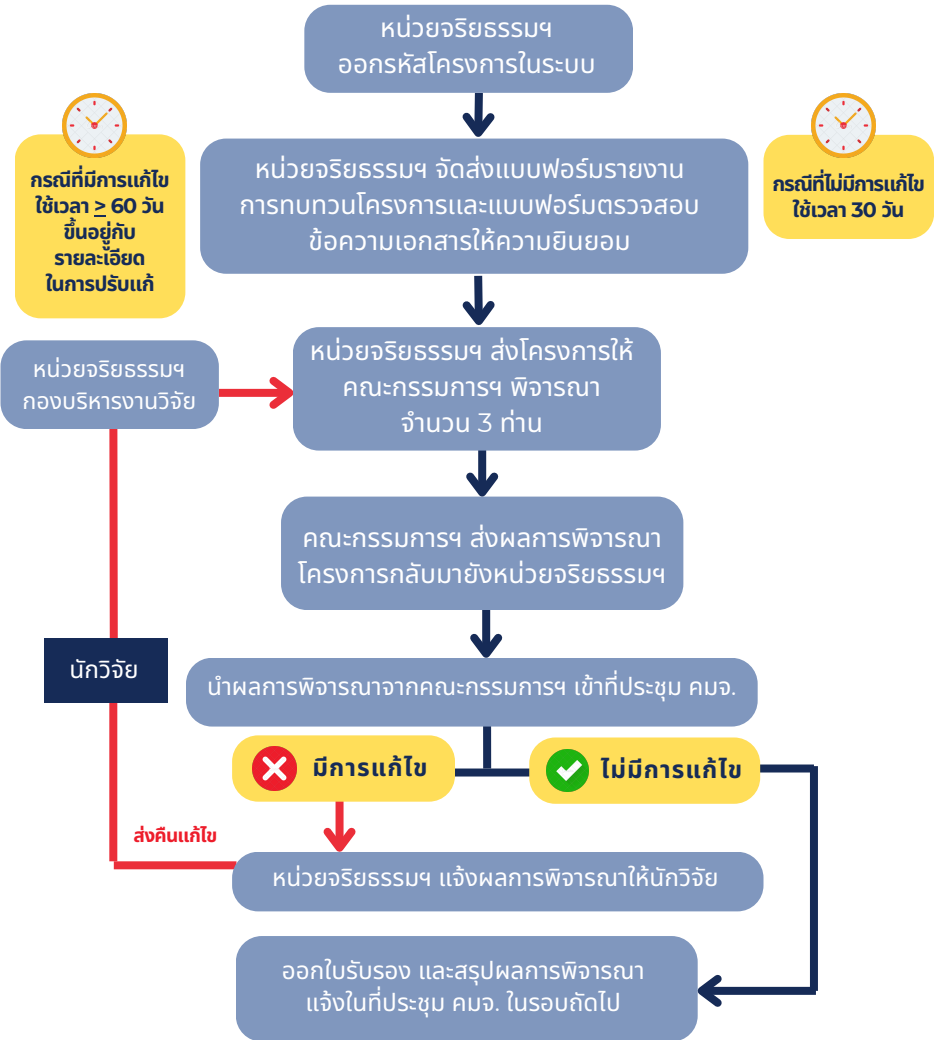 หน่วยจริยธรรมฯ
ออกรหัสโครงการในระบบ
กรณีที่มีการแก้ไข
ใช้เวลา ≥ 60 วัน
ขึ้นอยู่กับ
รายละเอียด
ในการปรับแก้
หน่วยจริยธรรมฯ จัดส่งแบบฟอร์มรายงาน
การทบทวนโครงการและแบบฟอร์มตรวจสอบ
ข้อความเอกสารให้ความยินยอม
กรณีที่ไม่มีการแก้ไข
ใช้เวลา 30 วัน
หน่วยจริยธรรมฯ
กองบริหารงานวิจัย
หน่วยจริยธรรมฯ ส่งโครงการให้
คณะกรรมการฯ พิจารณา
จำนวน 3 ท่าน
คณะกรรมการฯ ส่งผลการพิจารณา
โครงการกลับมายังหน่วยจริยธรรมฯ
นักวิจัย
นำผลการพิจารณาจากคณะกรรมการฯ เข้าที่ประชุม คมจ.
มีการแก้ไข
ไม่มีการแก้ไข
ส่งคืนแก้ไข
หน่วยจริยธรรมฯ แจ้งผลการพิจารณาให้นักวิจัย
ออกใบรับรอง และสรุปผลการพิจารณา
แจ้งในที่ประชุม คมจ. ในรอบถัดไป